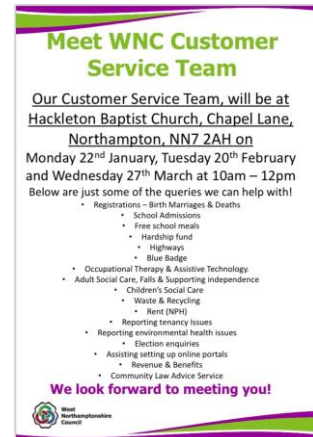 Meet WNC Customer
Service Team
Our Customer Service Team, will be at
Hackleton Baptist Church, Chapel Lane,
Northampton, NN7 2AH on
Monday 22nd January, Tuesday 20th February
and Wednesday 27th March at 10am – 12pm
Below are just some of the queries we can help with!
• Registrations – Birth Marriages & Deaths
• School Admissions
• Free school meals
• Hardship fund
• Highways
• Blue Badge
• Occupational Therapy & Assistive Technology.
• Adult Social Care, Falls & Supporting independence
• Children's Social Care
• Waste & Recycling
• Rent (NPH)
• Reporting tenancy Issues
• Reporting environmental health issues
• Election enquiries
• Assisting setting up online portals
• Revenue & Benefits
• Community Law Advice Service
We look forward to meeting you!
West
Northamptonshire
Council